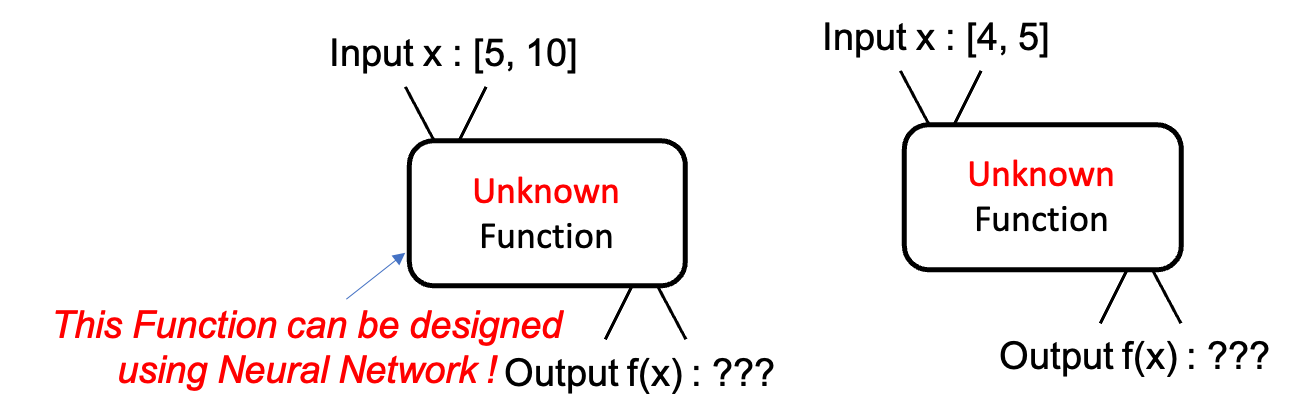 Input x : [5, 10]
Unknown
Function
This Function can be designed
using Neural Network !
Output f(x) : ???
Input x : [4, 5]
Unknown
Function
Output f(x) : ???